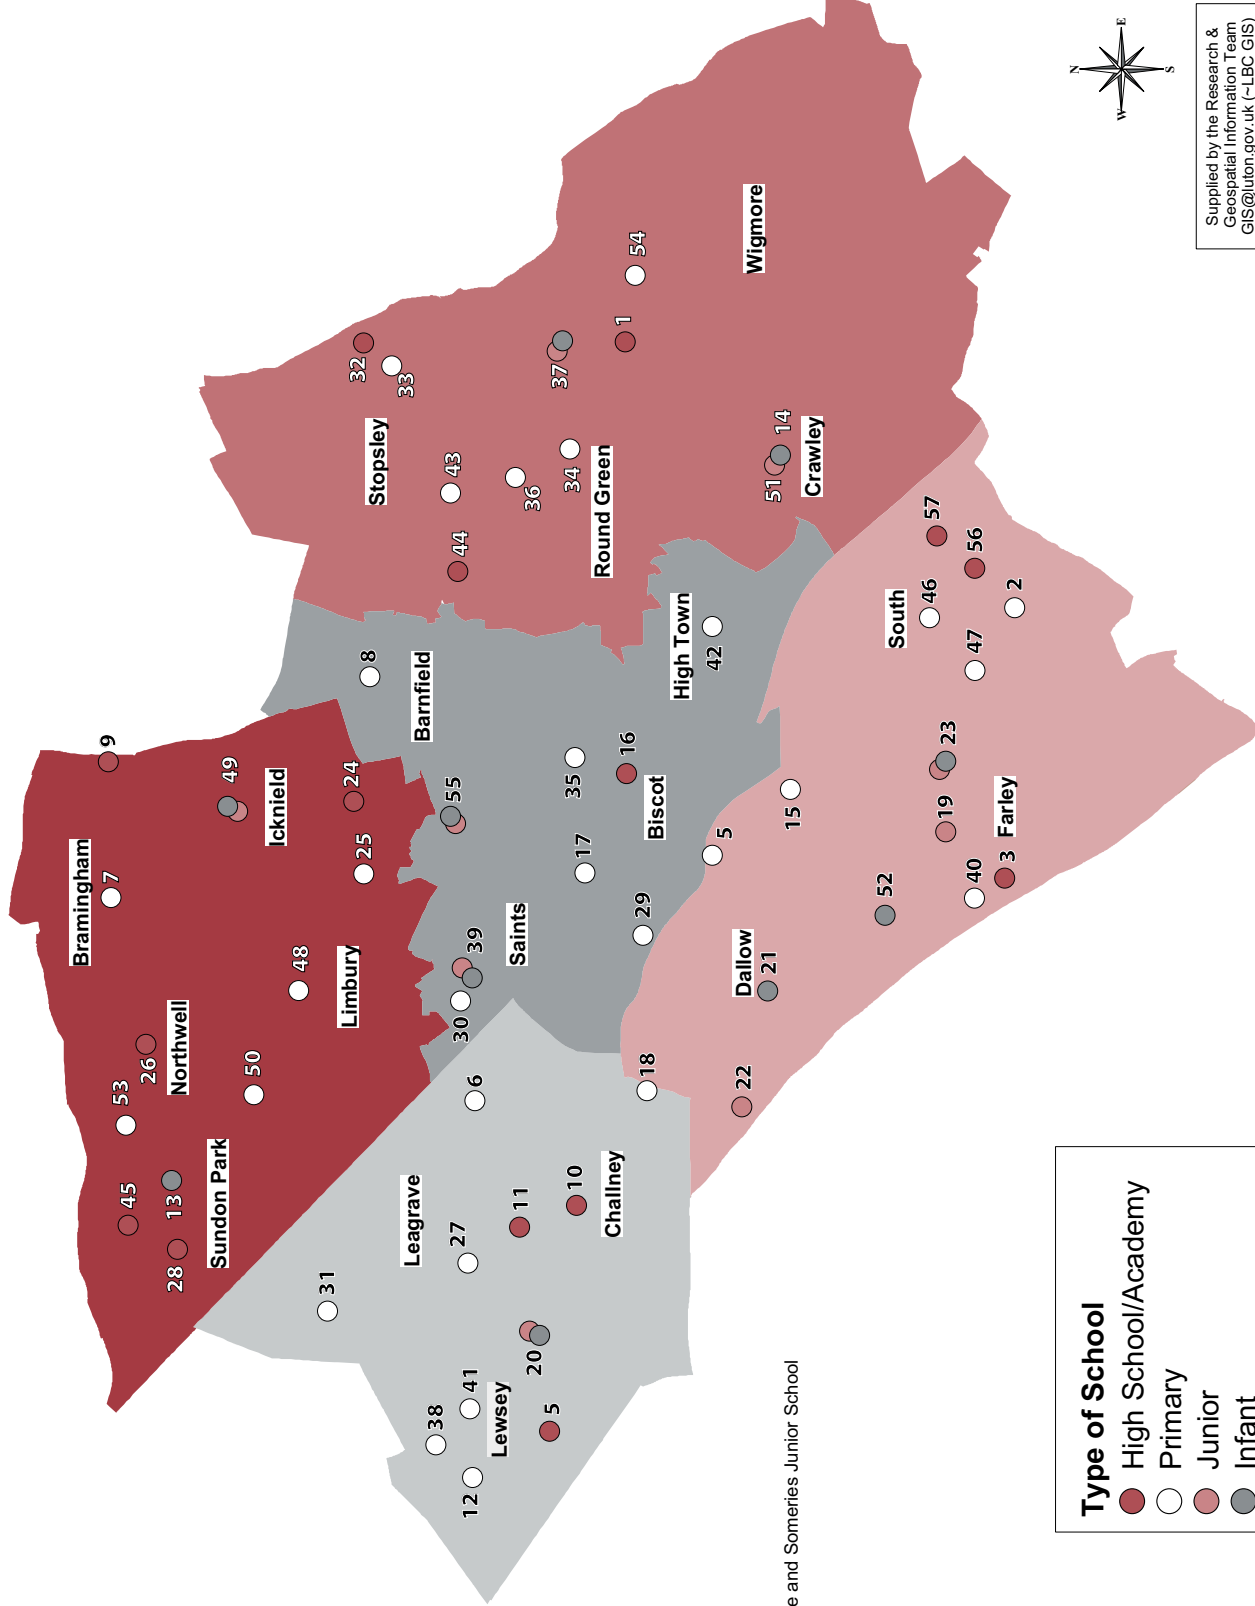 9
Bramingham
7
49
Icknield
24
25
48
Limbury
Northwell
26
53
50
45
13
28
Sundon Park
8
Barnfield
55
35
16
Biscot
17
Saints
39
30
29
High Town
42
32
33
Stopsley
43
44
36
34
Round Green
37
1
54
Wigmore
51
14
Crawley
31
Leagrave
6
27
11
10
Challney
18
38
41
12
Lewsey
20
5
5
15
Dallow
21
22
52
South
46
57
56
2
47
23
19
Farley
3
40
N
E
S
W
e and Someries Junior School
Type of School
High School/Academy
Primary
Junior
Infant
Supplied by the Research &
Geospatial Information Team
GIS@luton.gov.uk (~LBC GIS)